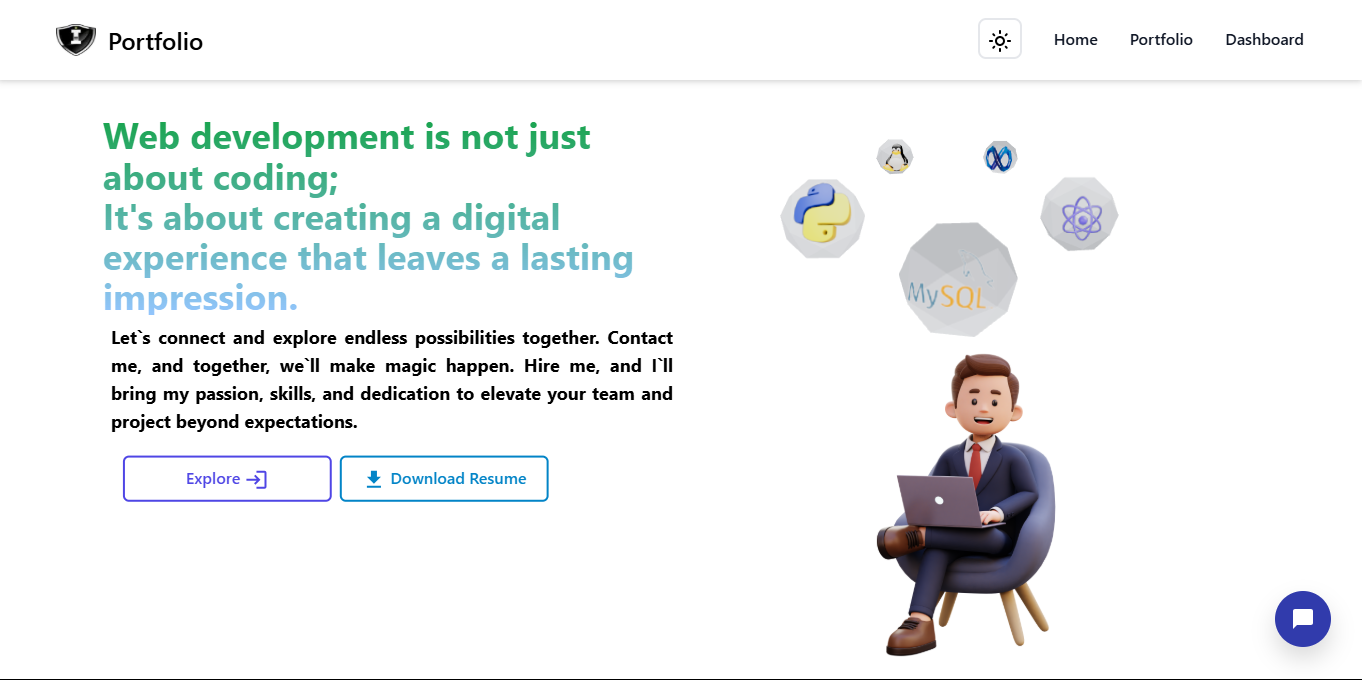 Portfolio
Home
Portfolio
Dashboard
Web development is not just
about coding;
It's about creating a digital
experience that leaves a lasting
impression.
Let`s connect and explore endless possibilities together. Contact
me, and together, we`ll make magic happen. Hire me, and I`ll
bring my passion, skills, and dedication to elevate your team and
project beyond expectations.
Explore
Download Resume
MySQL